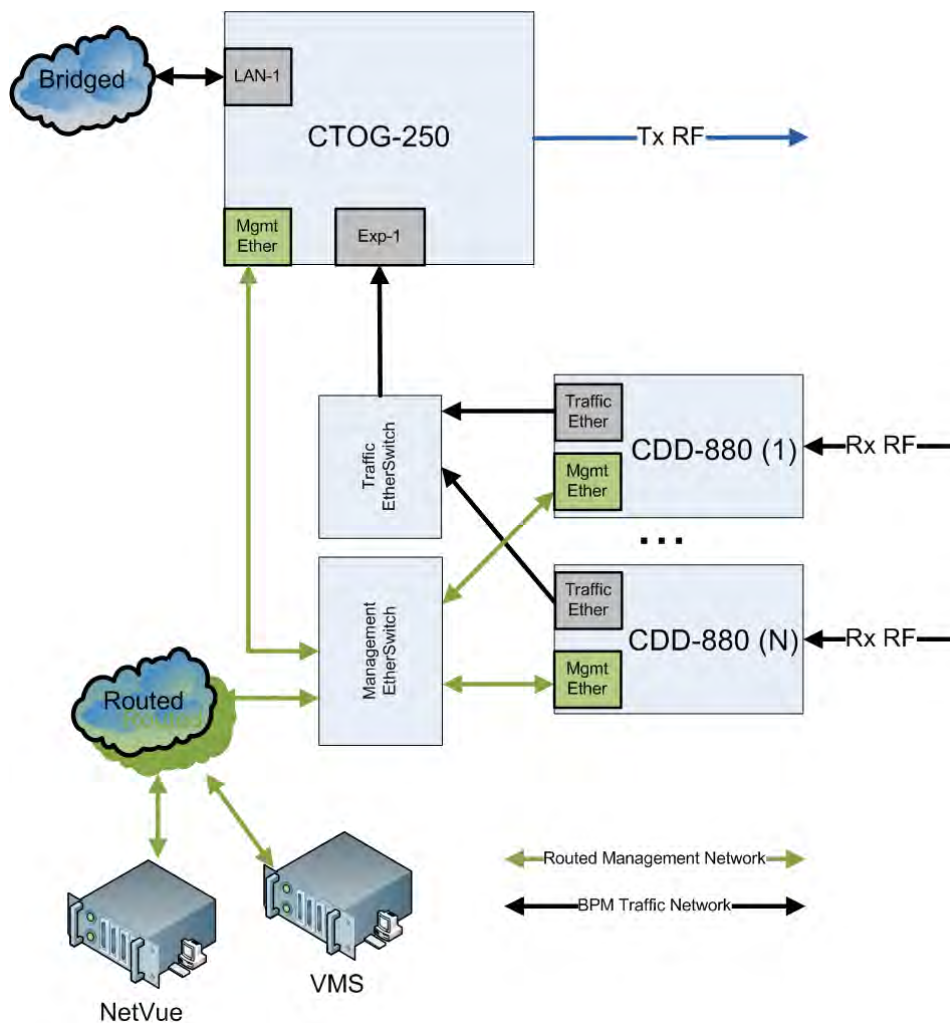 Bridged
LAN-1
CTOG-250
Tx RF
Mgmt
Ether
Exp-1
Traffic
EtherSwitch
Traffic
Ether
CDD-880 (1)
Rx RF
Mgmt
Ether
...
Management
EtherSwitch
Traffic
Ether
CDD-880 (N)
Rx RF
Mgmt
Ether
Routed
Routed
Routed Management Network
BPM Traffic Network
NetVue
VMS